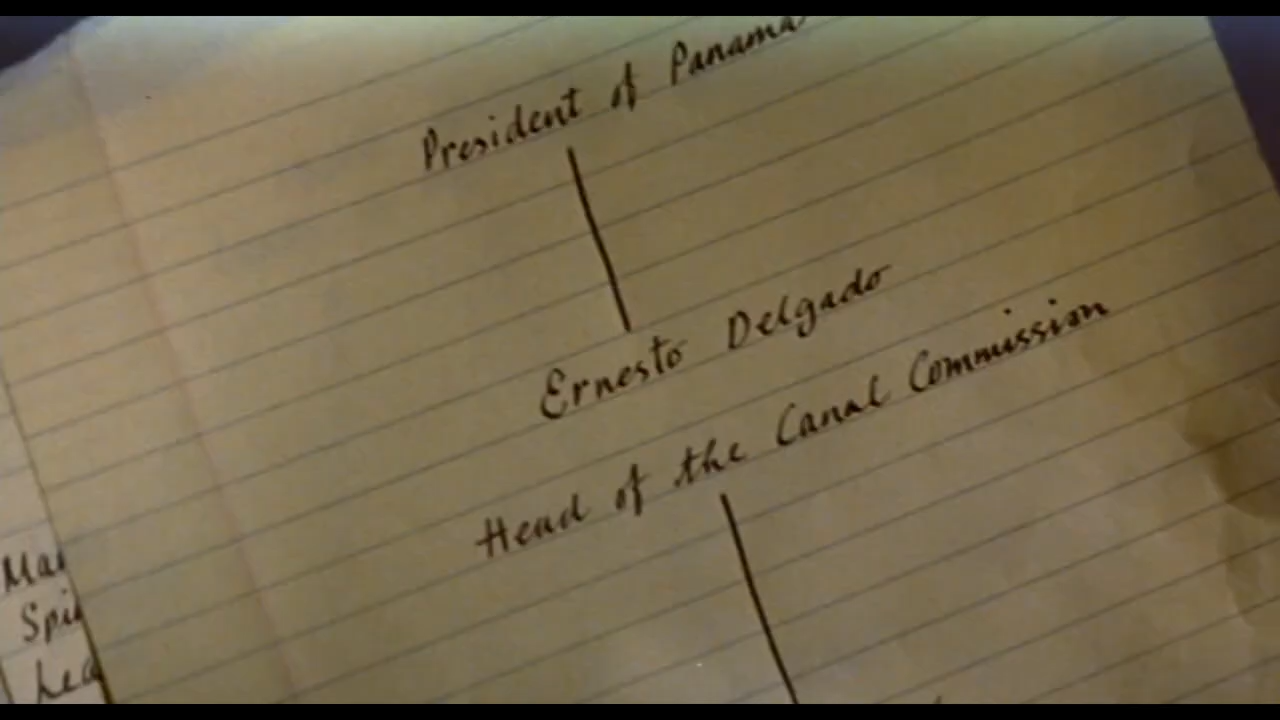 President of Panama
Ernesto Delgado
Head of the Canal Commission